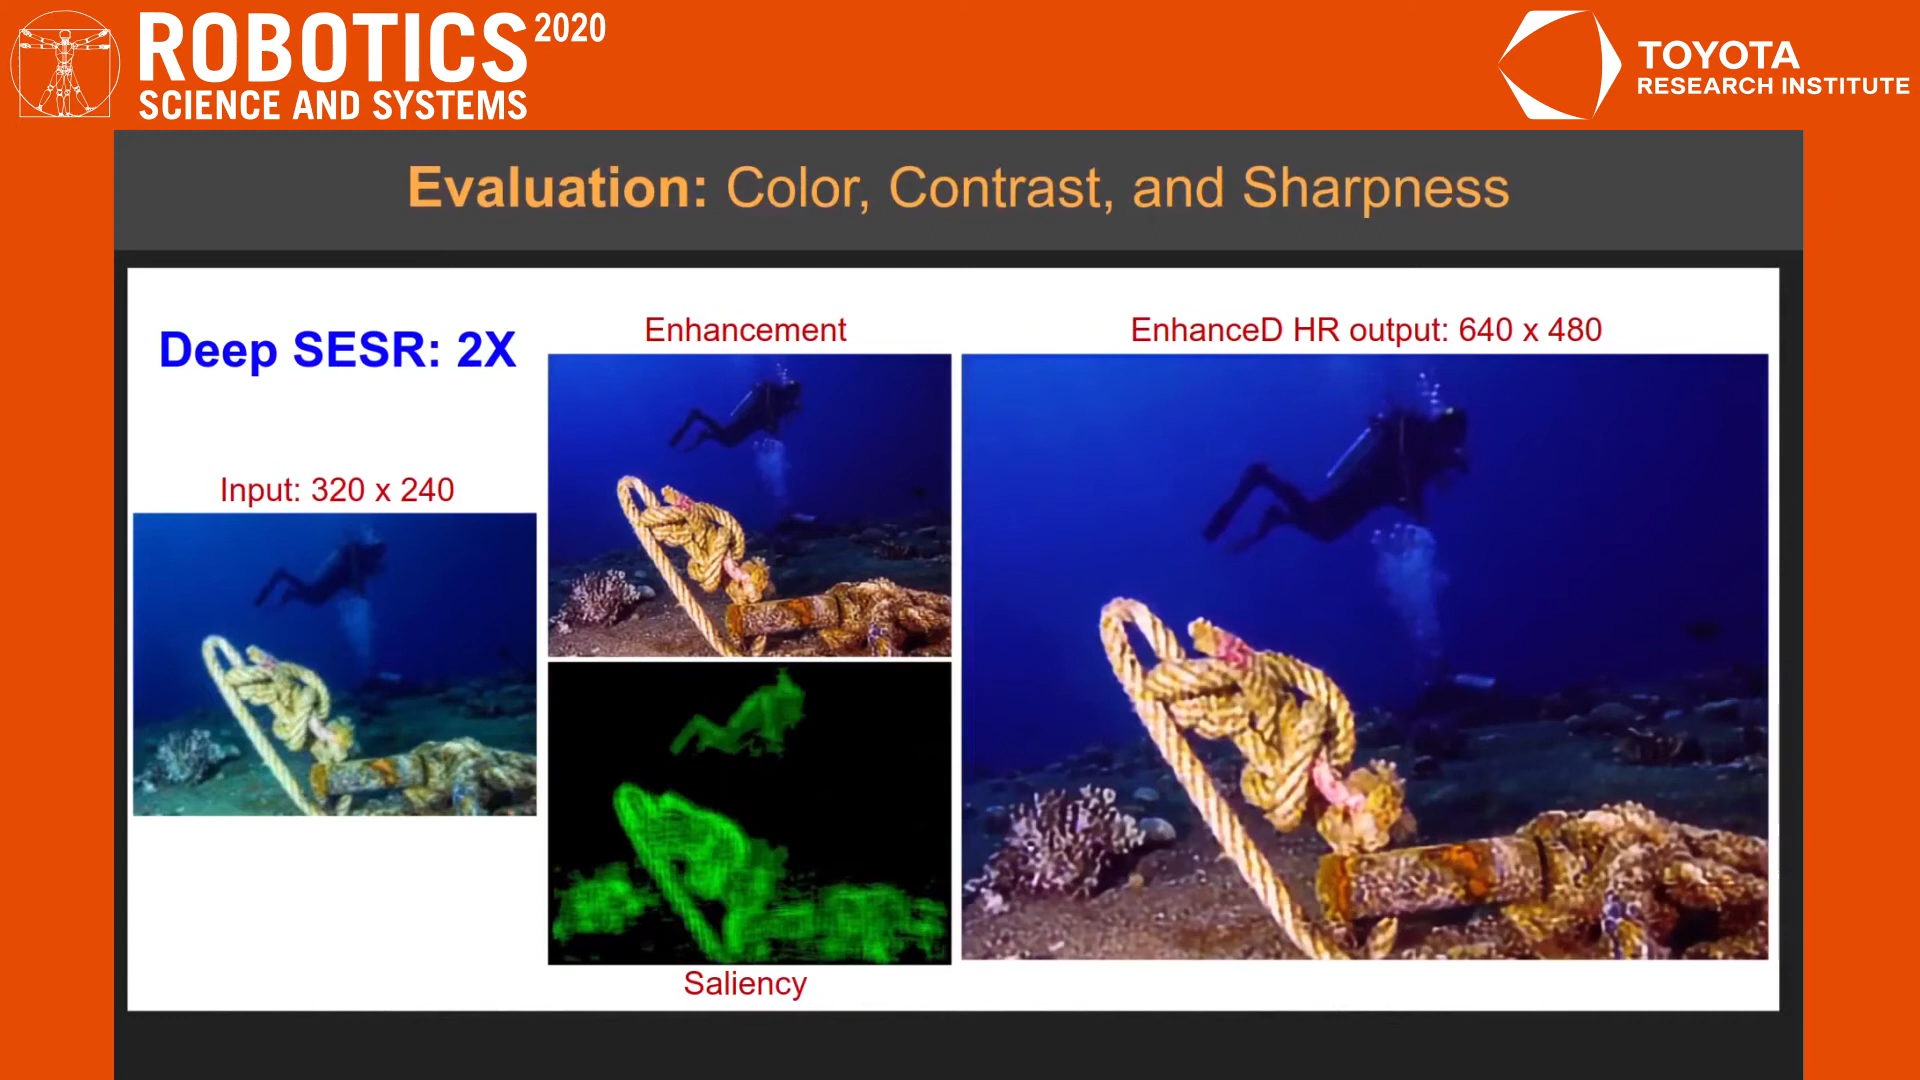 ROBOTICS 2020
SCIENCE AND SYSTEMS
TOYOTA
RESEARCH INSTITUTE
Evaluation: Color, Contrast, and Sharpness
Deep SESR: 2X
Input: 320 x 240
Enhancement
Saliency
EnhanceD HR output: 640 x 480